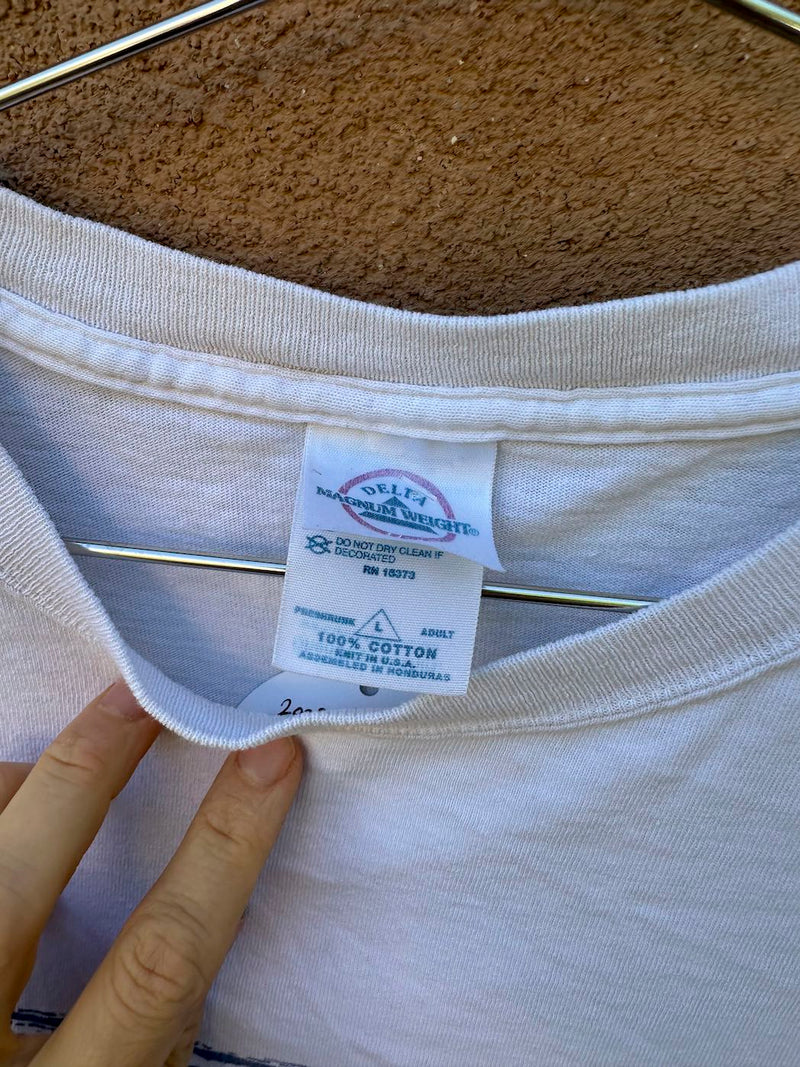 DELTA
MAGNUM WEIGHT®
DO NOT DRY CLEAN IF
DECORATED
RN 15373
PRESHRUNK L ADULT
100% COTTON
KNIT IN U.S.A.
ASSEMBLED IN HONDURAS